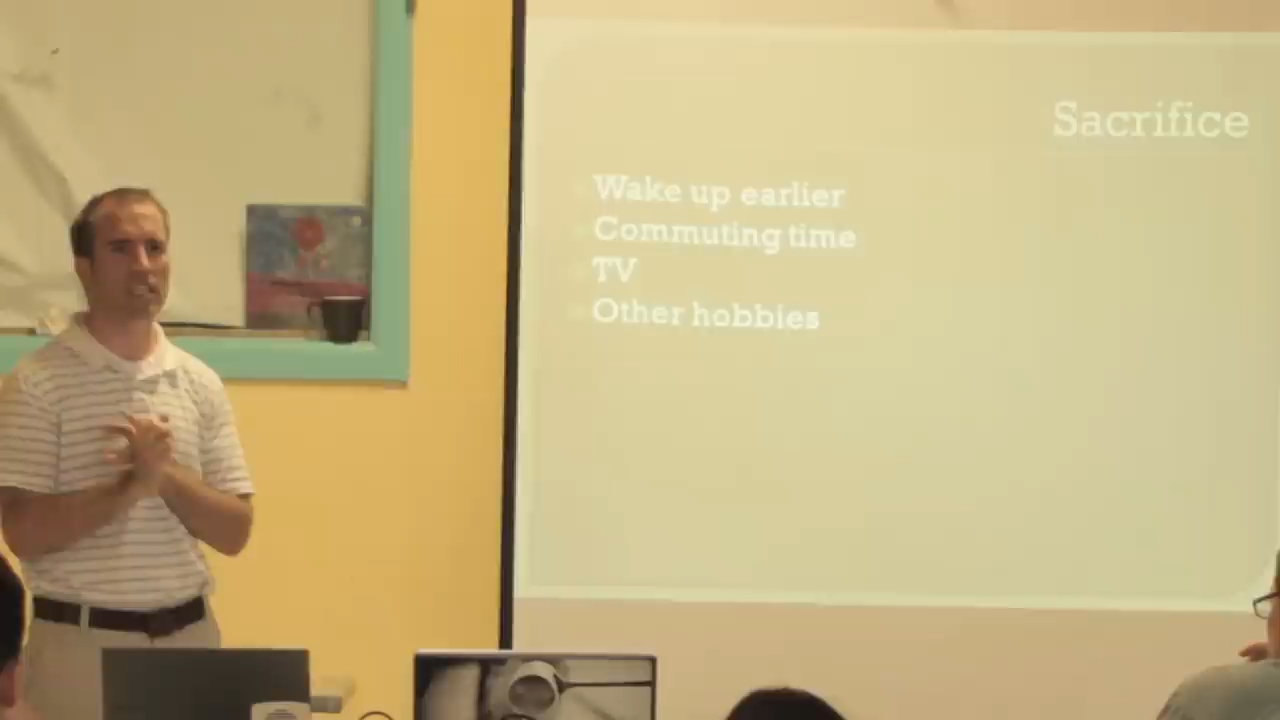 Sacrifice
Wake up earlier
Commuting time
TV
Other hobbies